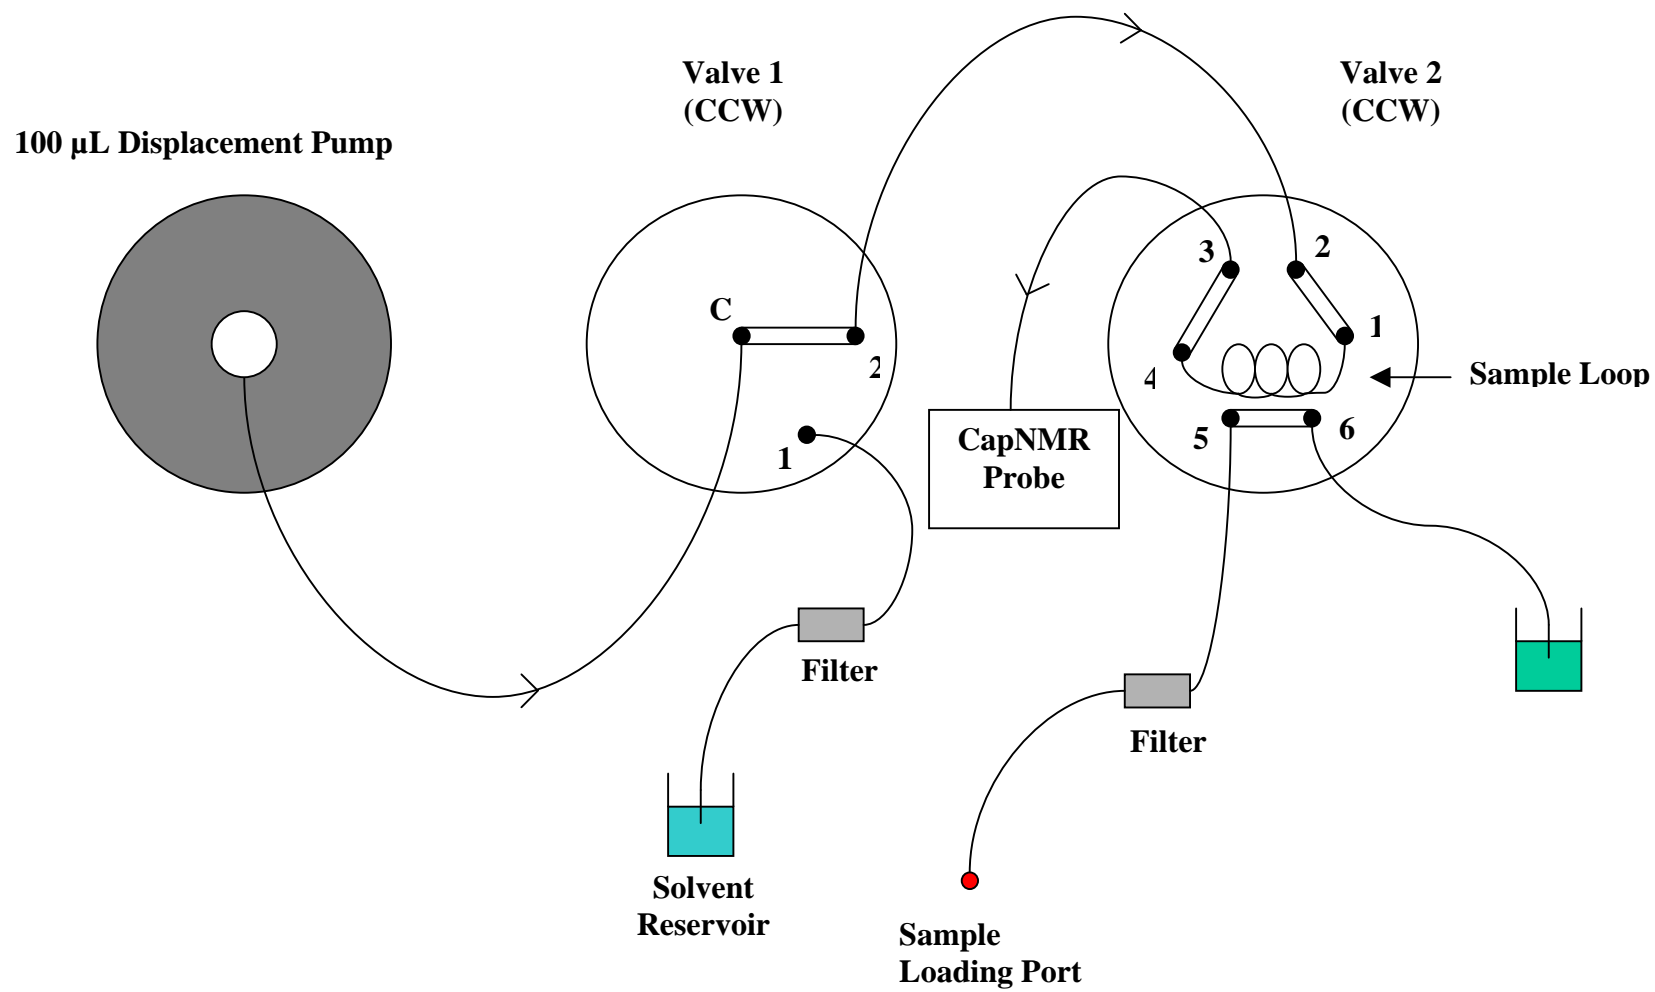 Valve 1
(CCW)
Valve 2
(CCW)
100 µL Displacement Pump
C
2
1
3
2
1
4
5
6
Sample Loop
CapNMR
Probe
Filter
Filter
Solvent
Reservoir
Sample
Loading Port